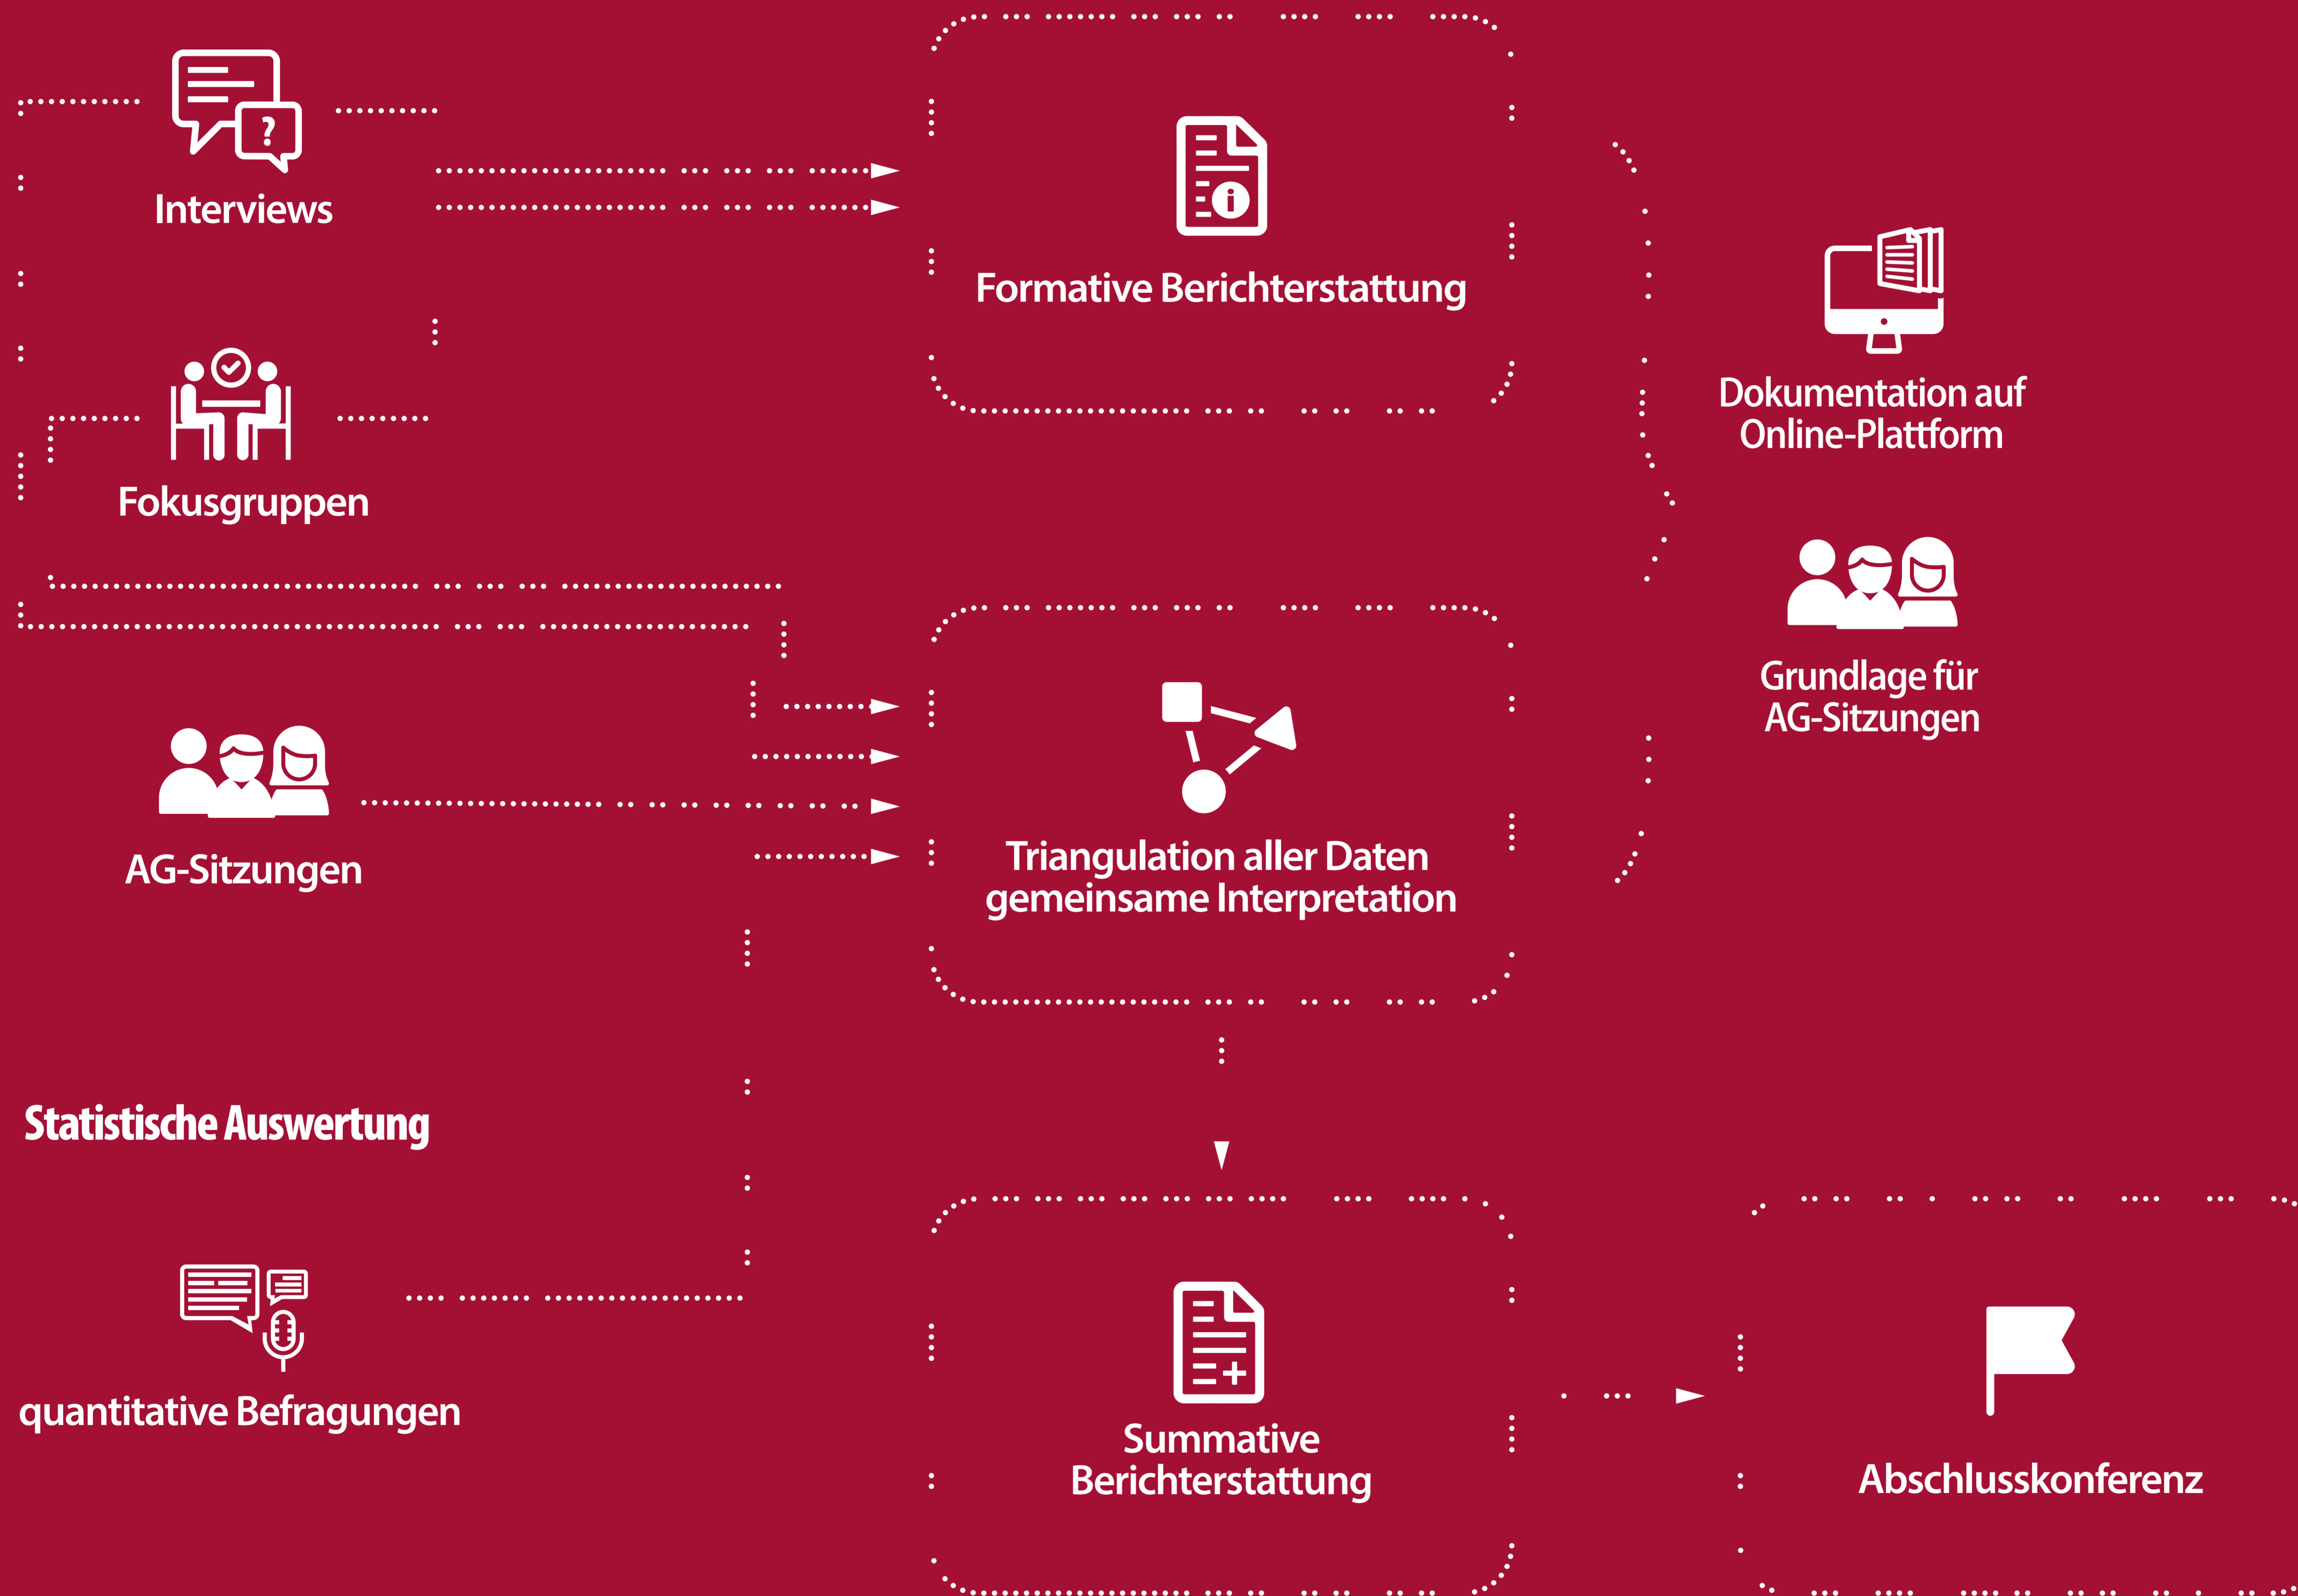 Interviews
Formative Berichterstattung
Dokumentation auf
Online-Plattform
Fokusgruppen
Grundlage für
AG-Sitzungen
AG-Sitzungen
Triangulation aller Daten
gemeinsame Interpretation
Statistische Auswertung
quantitative Befragungen
Summative
Berichterstattung
Abschlusskonferenz